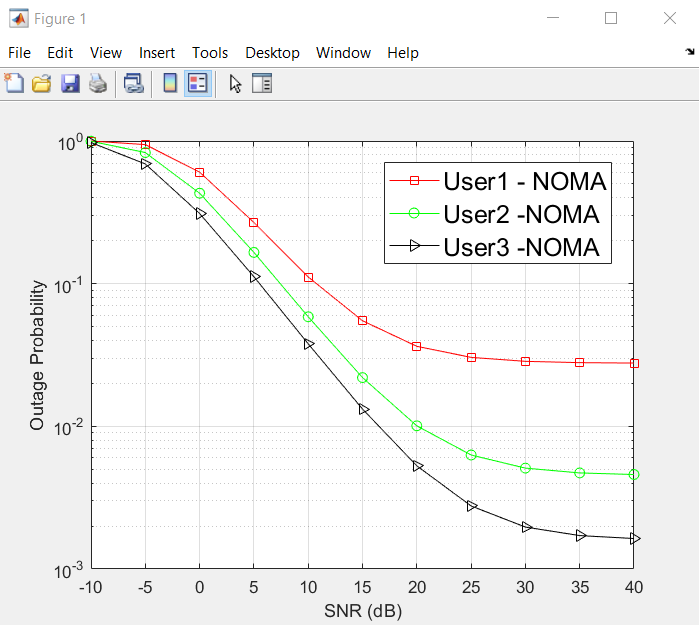 Figure 1
File Edit View Insert Tools Desktop Window Help
10^0
10^-1
10^-2
10^-3
Outage Probability
User1 - NOMA
User2 -NOMA
User3 -NOMA
-10 -5 0 5 10 15 20 25 30 35 40
SNR (dB)